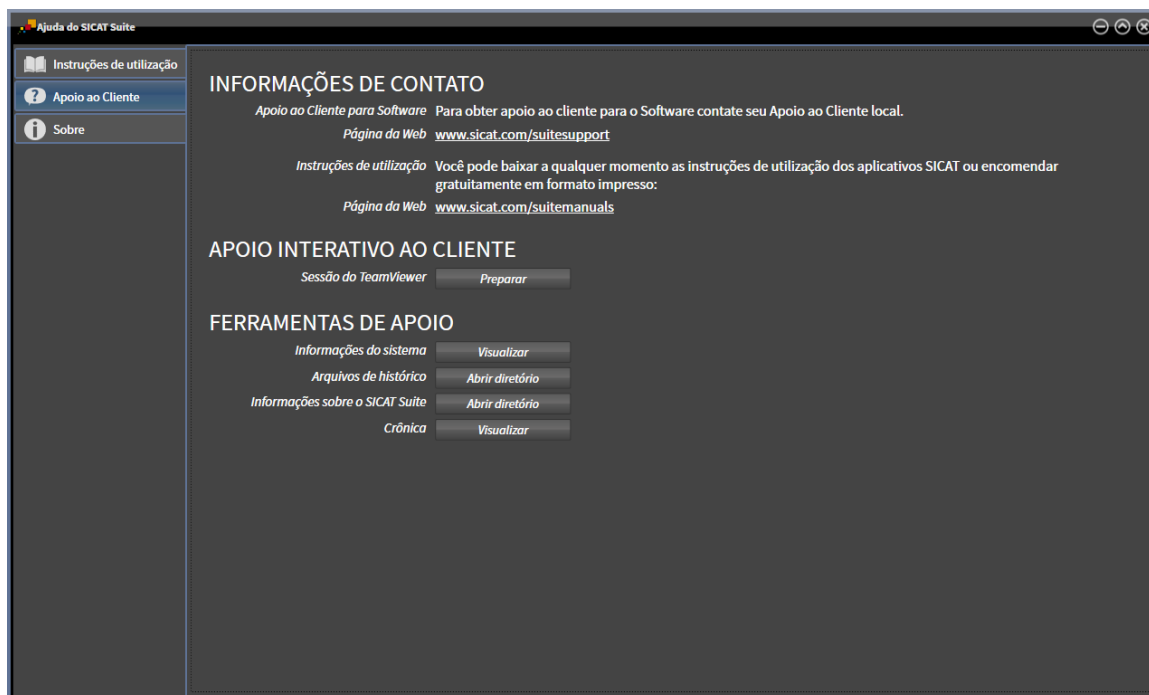 Ajuda do SICAT Suite
Instruções de utilização
Apoio ao Cliente
Sobre
INFORMAÇÕES DE CONTATO
Apoio ao Cliente para Software Para obter apoio ao cliente para o Software contate seu Apoio ao Cliente local.
Página da Web www.sicat.com/suitesupport
Instruções de utilização Você pode baixar a qualquer momento as instruções de utilização dos aplicativos SICAT ou encomendar
gratuitamente em formato impresso:
Página da Web www.sicat.com/suitemanuals
APOIO INTERATIVO AO CLIENTE
Sessão do TeamViewer Preparar
FERRAMENTAS DE APOIO
Informações do sistema Visualizar
Arquivos de histórico Abrir diretório
Informações sobre o SICAT Suite Abrir diretório
Crônica Visualizar